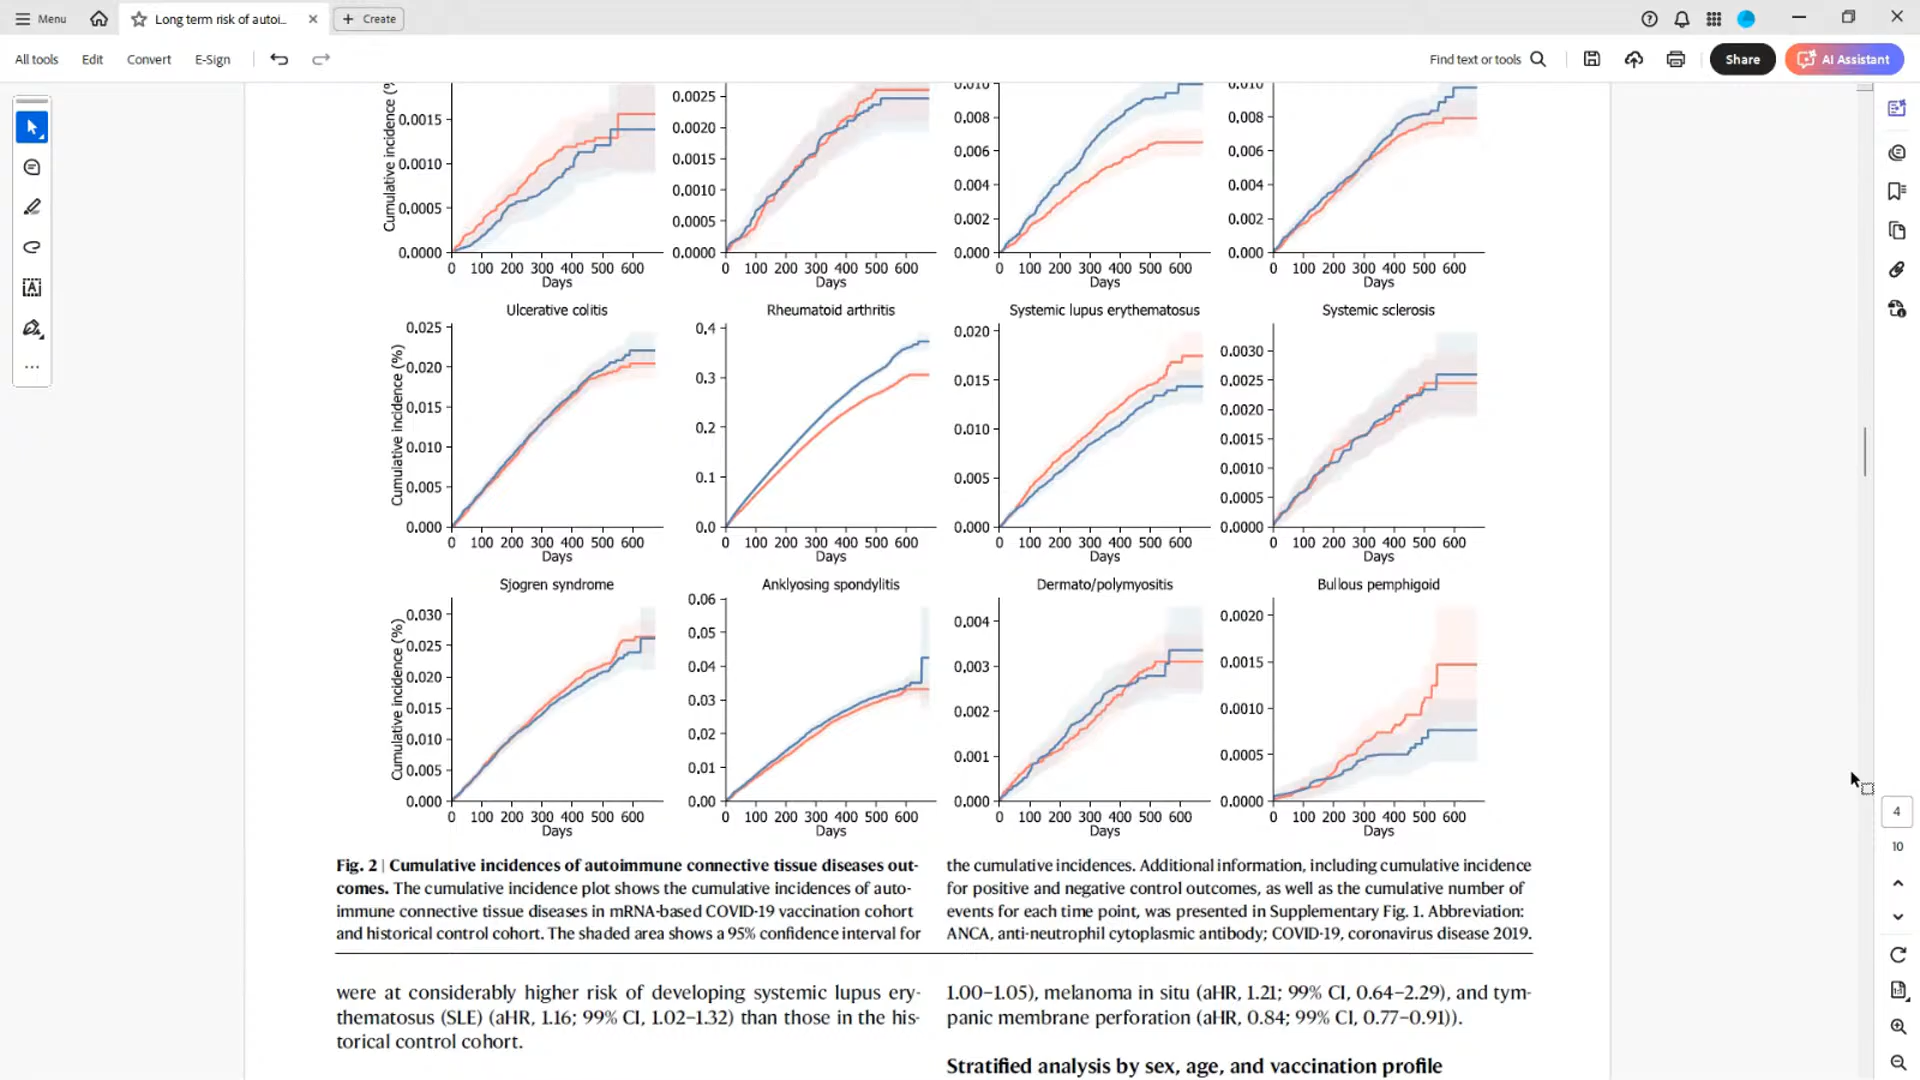 Menu
Long term risk of autoi...
Create
All tools
Edit
Convert
E-Sign
Find text or tools
Share
AI Assistant
Cumulative incidence (%
0.0015
0.0010
0.0005
0.0000
0 100 200 300 400 500 600
Days
0.0025
0.0020
0.0015
0.0010
0.0005
0.0000
0 100 200 300 400 500 600
Days
0.010
0.008
0.006
0.004
0.002
0.000
0 100 200 300 400 500 600
Days
0.010
0.008
0.006
0.004
0.002
0.000
0 100 200 300 400 500 600
Days
Ulcerative colitis
Cumulative incidence (%)
0.025
0.020
0.015
0.010
0.005
0.000
0 100 200 300 400 500 600
Days
Rheumatoid arthritis
0.4
0.3
0.2
0.1
0.0
0 100 200 300 400 500 600
Days
Systemic lupus erythematosus
0.020
0.015
0.010
0.005
0.000
0 100 200 300 400 500 600
Days
Systemic sclerosis
0.0030
0.0025
0.0020
0.0015
0.0010
0.0005
0.0000
0 100 200 300 400 500 600
Days
Sjogren syndrome
Cumulative incidence (%)
0.030
0.025
0.020
0.015
0.010
0.005
0.000
0 100 200 300 400 500 600
Days
Anklyosing spondylitis
0.06
0.05
0.04
0.03
0.02
0.01
0.00
0 100 200 300 400 500 600
Days
Dermato/polymyositis
0.004
0.003
0.002
0.001
0.000
0 100 200 300 400 500 600
Days
Bullous pemphigoid
0.0020
0.0015
0.0010
0.0005
0.0000
0 100 200 300 400 500 600
Days
Fig. 2 | Cumulative incidences of autoimmune connective tissue diseases out-
comes. The cumulative incidence plot shows the cumulative incidences of auto-
immune connective tissue diseases in mRNA-based COVID-19 vaccination cohort
and historical control cohort. The shaded area shows a 95% confidence interval for
the cumulative incidences. Additional information, including cumulative incidence
for positive and negative control outcomes, as well as the cumulative number of
events for each time point, was presented in Supplementary Fig. 1. Abbreviation:
ANCA, anti-neutrophil cytoplasmic antibody; COVID-19, coronavirus disease 2019.
were at considerably higher risk of developing systemic lupus ery-
thematosus (SLE) (aHR, 1.16; 99% CI, 1.02–1.32) than those in the his-
torical control cohort.
1.00–1.05), melanoma in situ (aHR, 1.21; 99% CI, 0.64–2.29), and tym-
panic membrane perforation (aHR, 0.84; 99% CI, 0.77–0.91)).
Stratified analysis by sex, age, and vaccination profile
4
10